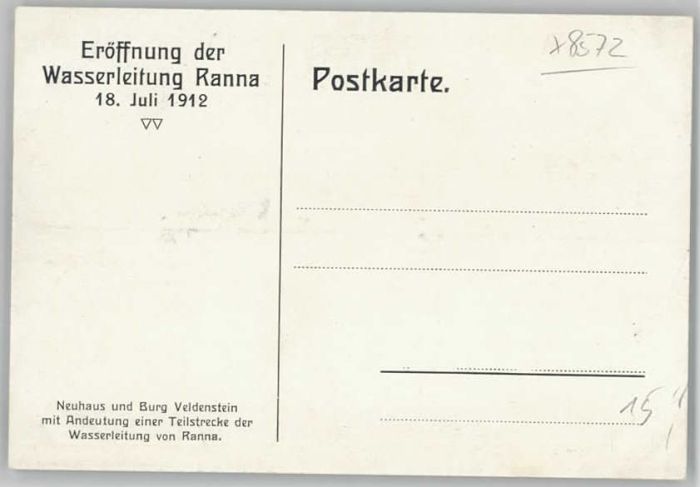 Eröffnung der
Wasserleitung Ranna
18. Juli 1912
Postkarte.
x8572
Neuhaus und Burg Veldenstein
mit Andeutung einer Teilstrecke der
Wasserleitung von Ranna.
15